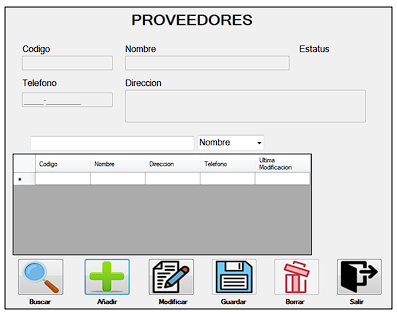 PROVEEDORES
Codigo Nombre Estatus
Telefono Direccion
____-________
Nombre
Codigo Nombre Direccion Telefono Ultima Modificacion
*
Buscar Añadir Modificar Guardar Borrar Salir